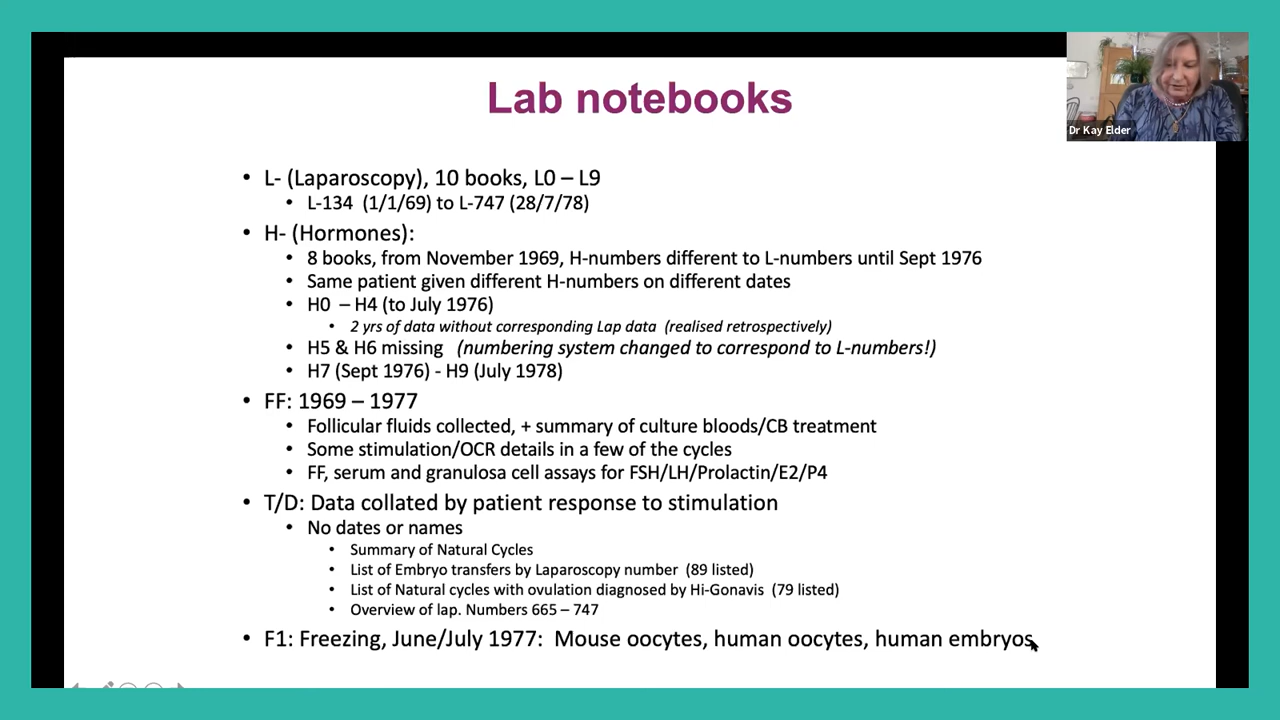 Lab notebooks
Dr Kay Elder
• L- (Laparoscopy), 10 books, L0 – L9
• L-134 (1/1/69) to L-747 (28/7/78)
• H- (Hormones):
• 8 books, from November 1969, H-numbers different to L-numbers until Sept 1976
• Same patient given different H-numbers on different dates
• H0 – H4 (to July 1976)
• 2 yrs of data without corresponding Lap data (realised retrospectively)
• H5 & H6 missing (numbering system changed to correspond to L-numbers!)
• H7 (Sept 1976) - H9 (July 1978)
• FF: 1969 – 1977
• Follicular fluids collected, + summary of culture bloods/CB treatment
• Some stimulation/OCR details in a few of the cycles
• FF, serum and granulosa cell assays for FSH/LH/Prolactin/E2/P4
• T/D: Data collated by patient response to stimulation
• No dates or names
• Summary of Natural Cycles
• List of Embryo transfers by Laparoscopy number (89 listed)
• List of Natural cycles with ovulation diagnosed by Hi-Gonavis (79 listed)
• Overview of lap. Numbers 665 – 747
• F1: Freezing, June/July 1977: Mouse oocytes, human oocytes, human embryos